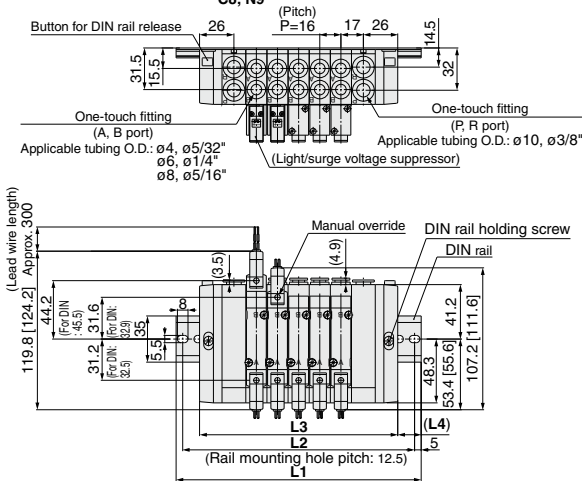 C8, N9
(Pitch)
Button for DIN rail release
26
P=16
17
26
14.5
31.5
15.5
32
One-touch fitting
(A, B port)
Applicable tubing O.D.: ø4, ø5/32"
ø6, ø1/4"
ø8, ø5/16"
One-touch fitting
(P, R port)
Applicable tubing O.D.: ø10, ø3/8"
(Light/surge voltage suppressor)
(Lead wire length)
Approx. 300
Manual override
DIN rail holding screw
DIN rail
(3.5)
(4.9)
119.8 [124.2]
44.2
(For DIN
: 45.5)
31.6
(For DIN:
32.9)
31.2
(For DIN:
32.5)
8
35
5.5
41.2
107.2 [111.6]
48.3
53.4 [55.6]
L3
(L4)
L2
5
(Rail mounting hole pitch: 12.5)
L1